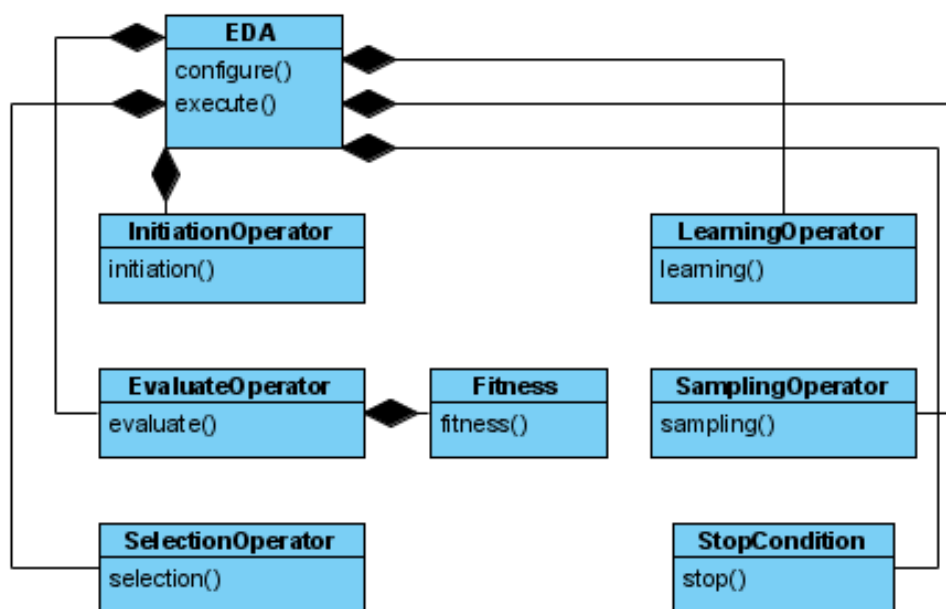 EDA
configure()
execute()
InitiationOperator
initiation()
LearningOperator
learning()
EvaluateOperator
evaluate()
Fitness
fitness()
SamplingOperator
sampling()
SelectionOperator
selection()
StopCondition
stop()